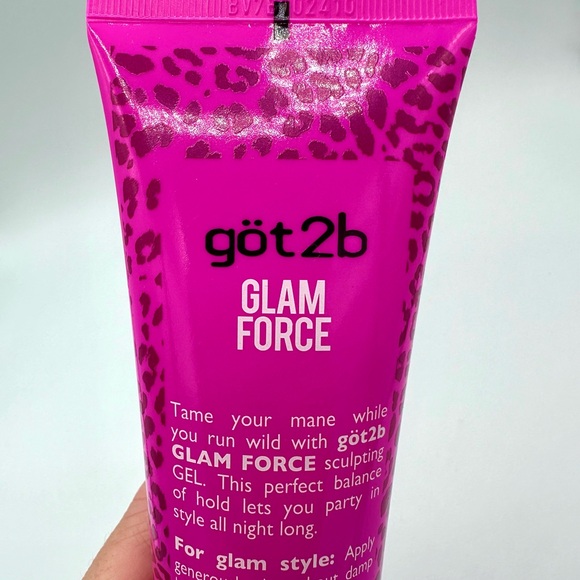 göt2b
GLAM
FORCE
Tame your mane while
you run wild with göt2b
GLAM FORCE sculpting
GEL. This perfect balance
of hold lets you party in
style all night long.
For glam style: Apply
damp